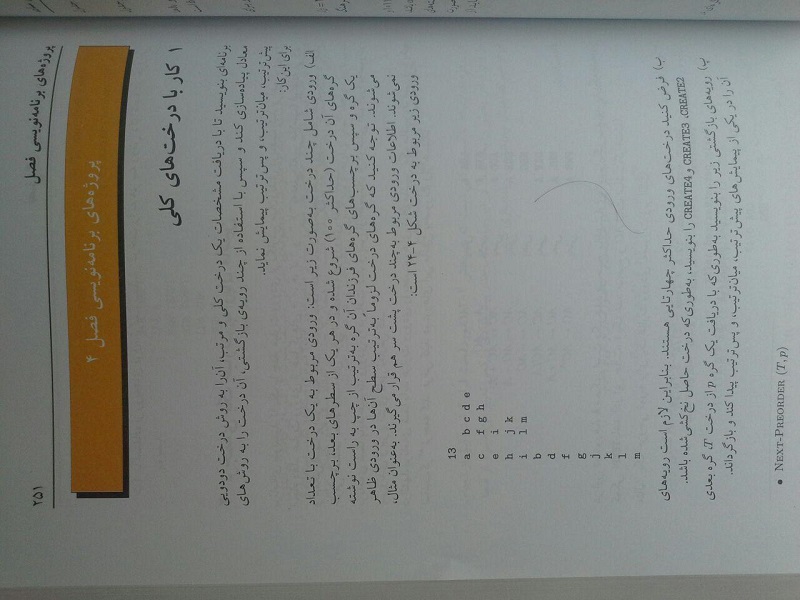 پروژه‌های برنامه‌نویسی فصل
۲۵۱
پروژه‌های برنامه‌نویسی فصل ۴
۱ کار با درخت‌های کلی
برنامه‌ای بنویسید تا با دریافت مشخصات یک درخت کلی و مرتب، آن را به روش درخت دودویی
معادل پیاده‌سازی کند و سپس با استفاده از چند رویه‌ی بازگشتی، آن درخت را به روش‌های
پیش‌ترتیب، میان‌ترتیب، و پس‌ترتیب پیمایش نماید.
برای این کار:
الف) ورودی شامل چند درخت به‌صورت زیر است. ورودی مربوط به یک درخت با تعداد
گره‌های آن درخت (حداکثر ۱۰۰) شروع شده و در هر یک از سطرهای بعد، برچسب
یک گره و سپس برچسب‌های گره‌های فرزندان آن گره به‌ترتیب از چپ به راست نوشته
می‌شوند. توجه کنید که گره‌های درخت لزوما به‌ترتیب سطح آن‌ها در ورودی ظاهر
نمی‌شوند. اطلاعات ورودی مربوط به چند درخت پشت سر هم قرار می‌گیرند. به‌عنوان مثال،
ورودی زیر مربوط به درخت شکل ۴-۲۴ است:
13
a b c d e
c f g h
e i
h j k
i l m
b
d
f
g
j
k
l
m
ب) فرض کنید درخت‌های ورودی حداکثر چهارتایی هستند. بنابراین لازم است رویه‌های
CREATE2، CREATE3 و CREATE4 را بنویسید، به‌طوری‌که درخت حاصل نخ‌کشی شده باشد.
پ) رویه‌های بازگشتی زیر را بنویسید به‌طوری که با دریافت یک گره p از درخت T گره بعدی
آن را در یکی از پیمایش‌های پیش‌ترتیب، میان‌ترتیب، و پس‌ترتیب پیدا کند و بازگرداند.
• NEXT-PREORDER (T,p)